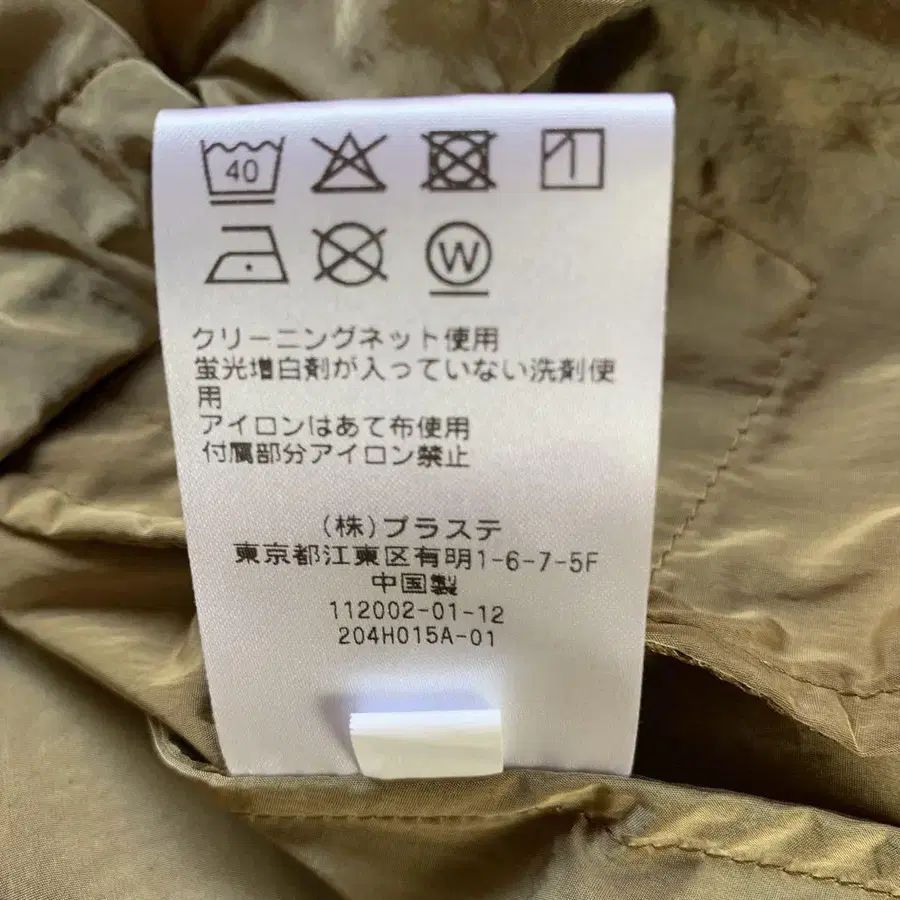 40
W
クリーニングネット使用
蛍光増白剤が入っていない洗剤使
用
アイロンはあて布使用
付属部分アイロン禁止
(株)プラステ
東京都江東区有明1-6-7-5F
中国製
112002-01-12
204H015A-01